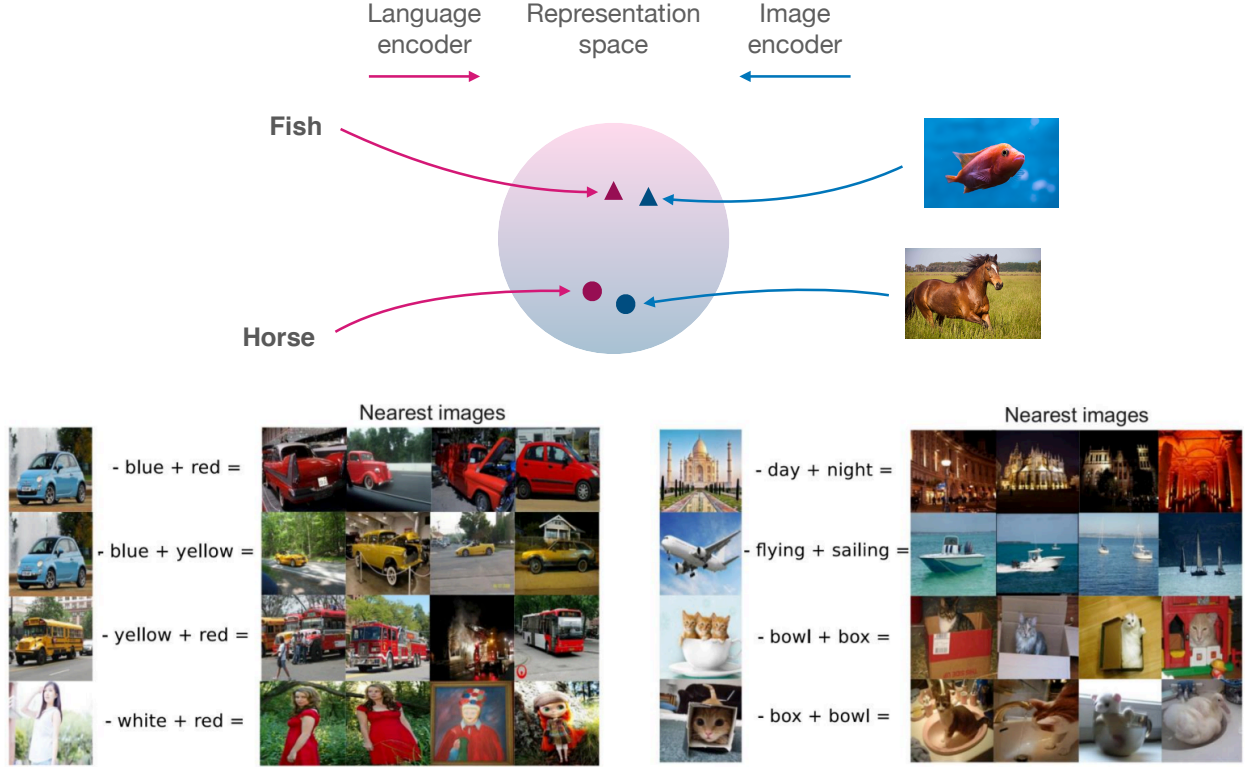 Language
encoder
Representation
space
Image
encoder
Fish
Horse
Nearest images
- blue + red =
- blue + yellow =
- yellow + red =
- white + red =
Nearest images
- day + night =
- flying + sailing =
- bowl + box =
- box + bowl =